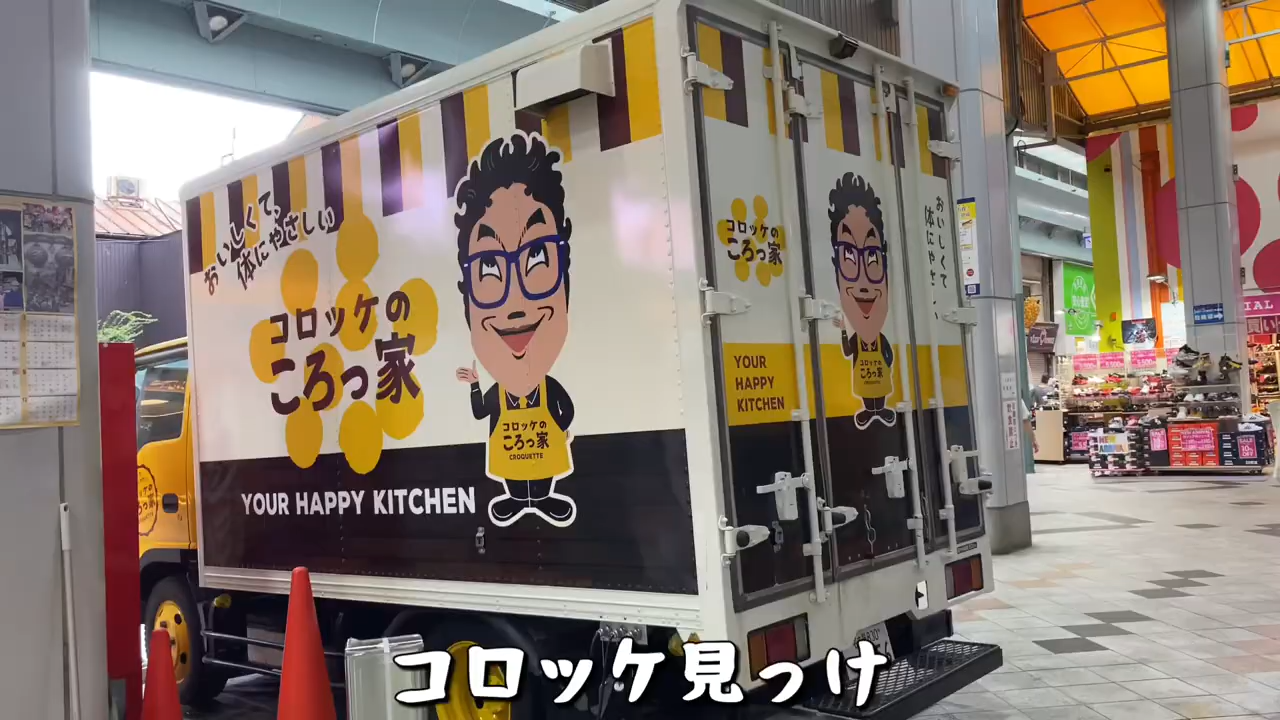 おいしくて、
体にやさしい
コロッケの
ころっ家
コロッケの
ころっ家
CROQUETTE
YOUR HAPPY KITCHEN
コロッケの
ころっ家
YOUR
HAPPY
KITCHEN
コロッケの
ころっ家
CROQUETTE
おいしくて、
体にやさしい
コロッケ見っけ